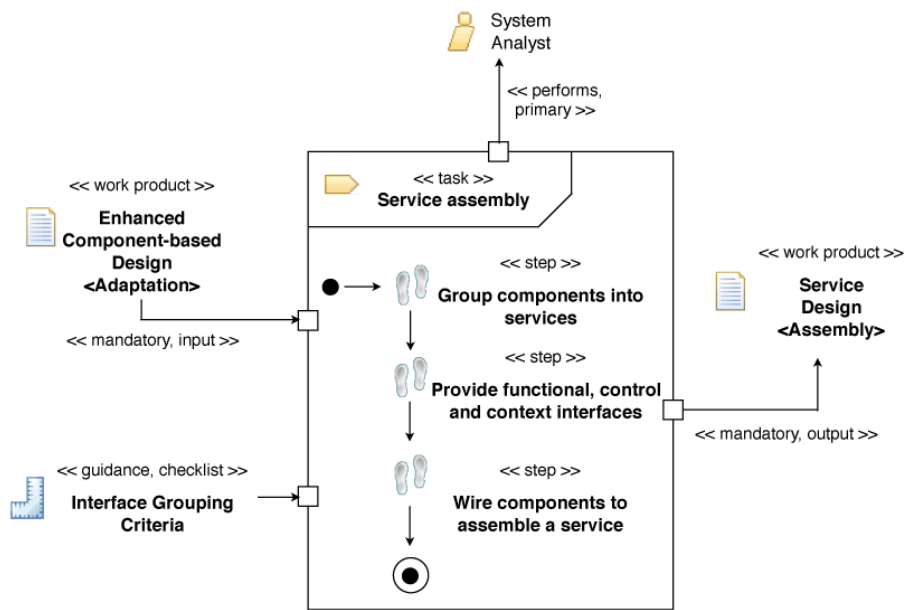 System
Analyst
<< performs,
primary >>
<< work product >>
Enhanced
Component-based
Design
<Adaptation>
<< mandatory, input >>
<< guidance, checklist >>
Interface Grouping
Criteria
<< task >>
Service assembly
<< step >>
Group components into
services
<< step >>
Provide functional, control
and context interfaces
<< step >>
Wire components to
assemble a service
<< work product >>
Service
Design
<Assembly>
<< mandatory, output >>